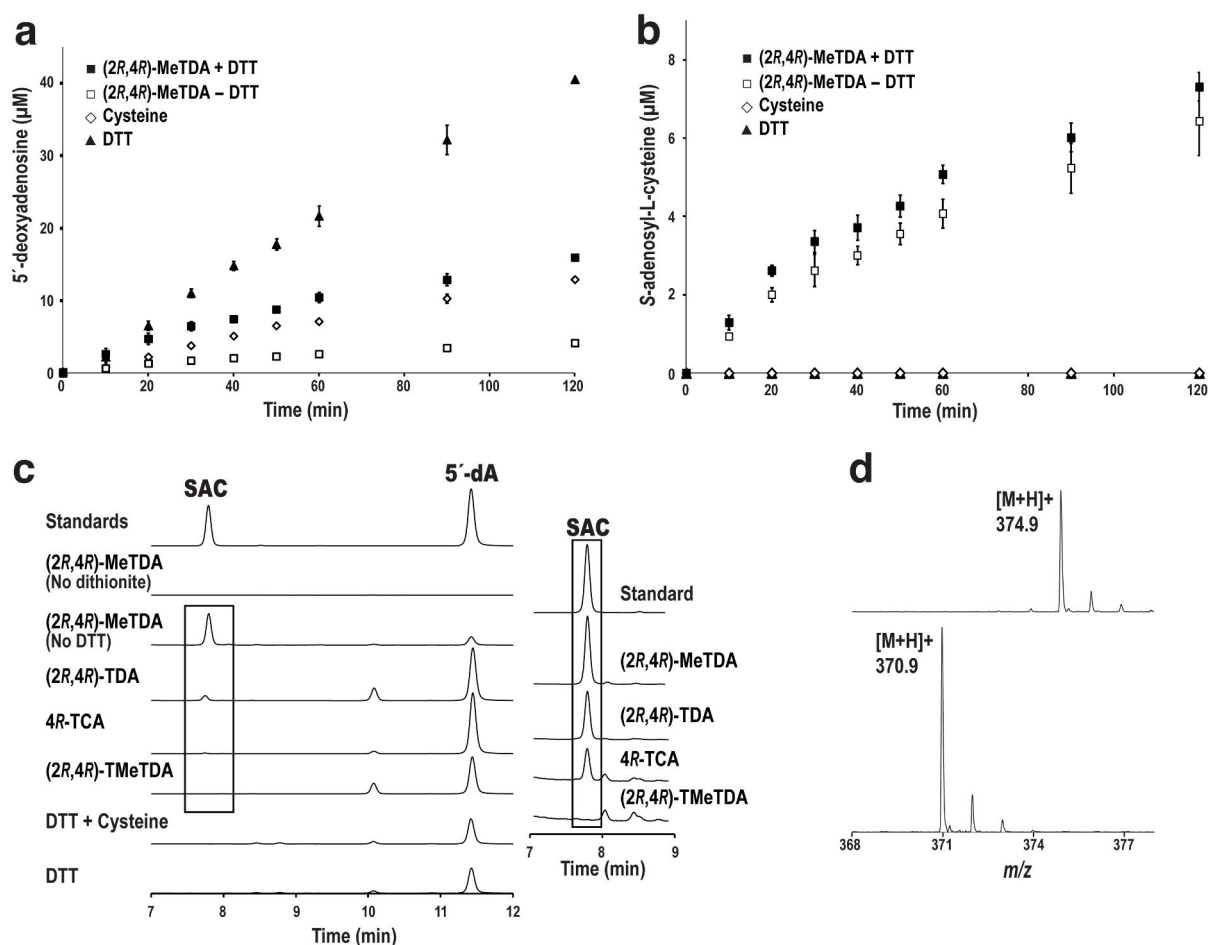 a
(2R,4R)-MeTDA + DTT
(2R,4R)-MeTDA – DTT
Cysteine
DTT
5´-deoxyadenosine (µM)
40
30
20
10
0
0
20
40
60
80
100
120
Time (min)
b
(2R,4R)-MeTDA + DTT
(2R,4R)-MeTDA – DTT
Cysteine
DTT
S-adenosyl-L-cysteine (µM)
8
6
4
2
0
0
20
40
60
80
100
120
Time (min)
c
SAC
5´-dA
Standards
(2R,4R)-MeTDA
(No dithionite)
(2R,4R)-MeTDA
(No DTT)
(2R,4R)-TDA
4R-TCA
(2R,4R)-TMeTDA
DTT + Cysteine
DTT
7
8
9
10
11
12
Time (min)
SAC
Standard
(2R,4R)-MeTDA
(2R,4R)-TDA
4R-TCA
(2R,4R)-TMeTDA
7
8
9
Time (min)
d
[M+H]+
374.9
[M+H]+
370.9
368
371
374
377
m/z